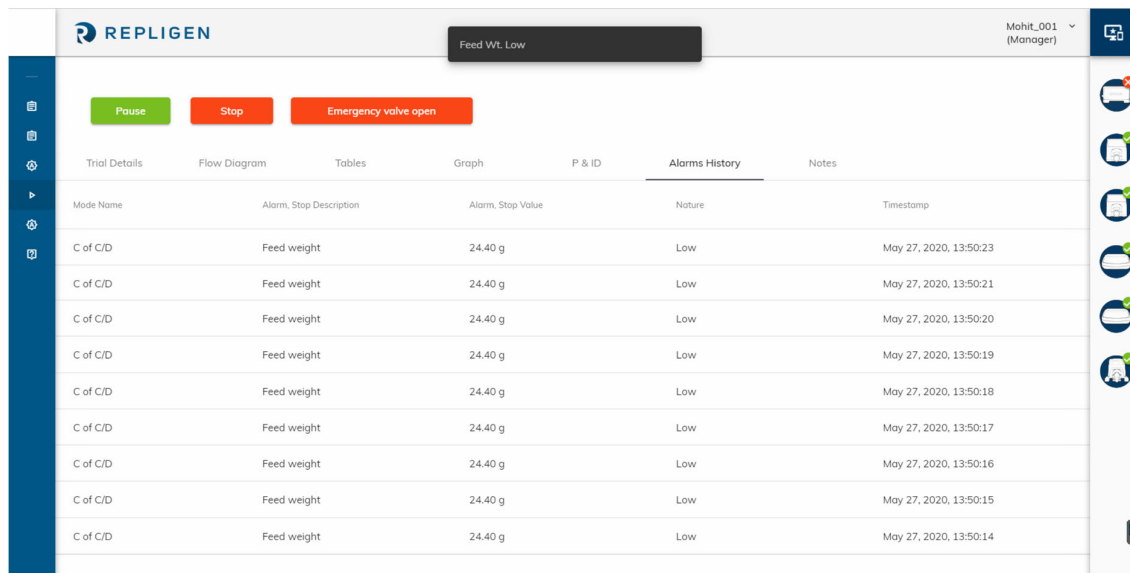 REPLIGEN
Feed Wt. Low
Mohit_001
(Manager)
Pause Stop Emergency valve open
Trial Details Flow Diagram Tables Graph P & ID Alarms History Notes
Mode Name Alarm, Stop Description Alarm, Stop Value Nature Timestamp
C of C/D Feed weight 24.40 g Low May 27, 2020, 13:50:23
C of C/D Feed weight 24.40 g Low May 27, 2020, 13:50:21
C of C/D Feed weight 24.40 g Low May 27, 2020, 13:50:20
C of C/D Feed weight 24.40 g Low May 27, 2020, 13:50:19
C of C/D Feed weight 24.40 g Low May 27, 2020, 13:50:18
C of C/D Feed weight 24.40 g Low May 27, 2020, 13:50:17
C of C/D Feed weight 24.40 g Low May 27, 2020, 13:50:16
C of C/D Feed weight 24.40 g Low May 27, 2020, 13:50:15
C of C/D Feed weight 24.40 g Low May 27, 2020, 13:50:14